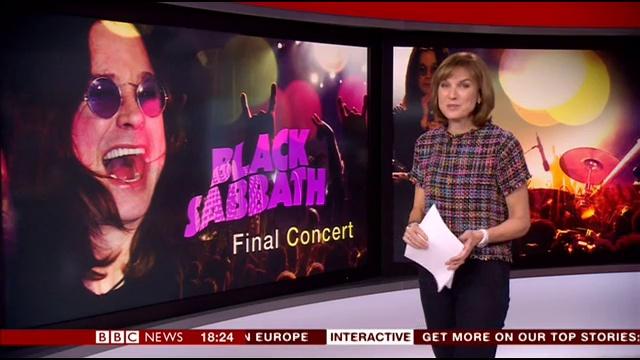 BLACK
SABBATH
Final Concert
BBC NEWS 18:24 N EUROPE INTERACTIVE GET MORE ON OUR TOP STORIES: